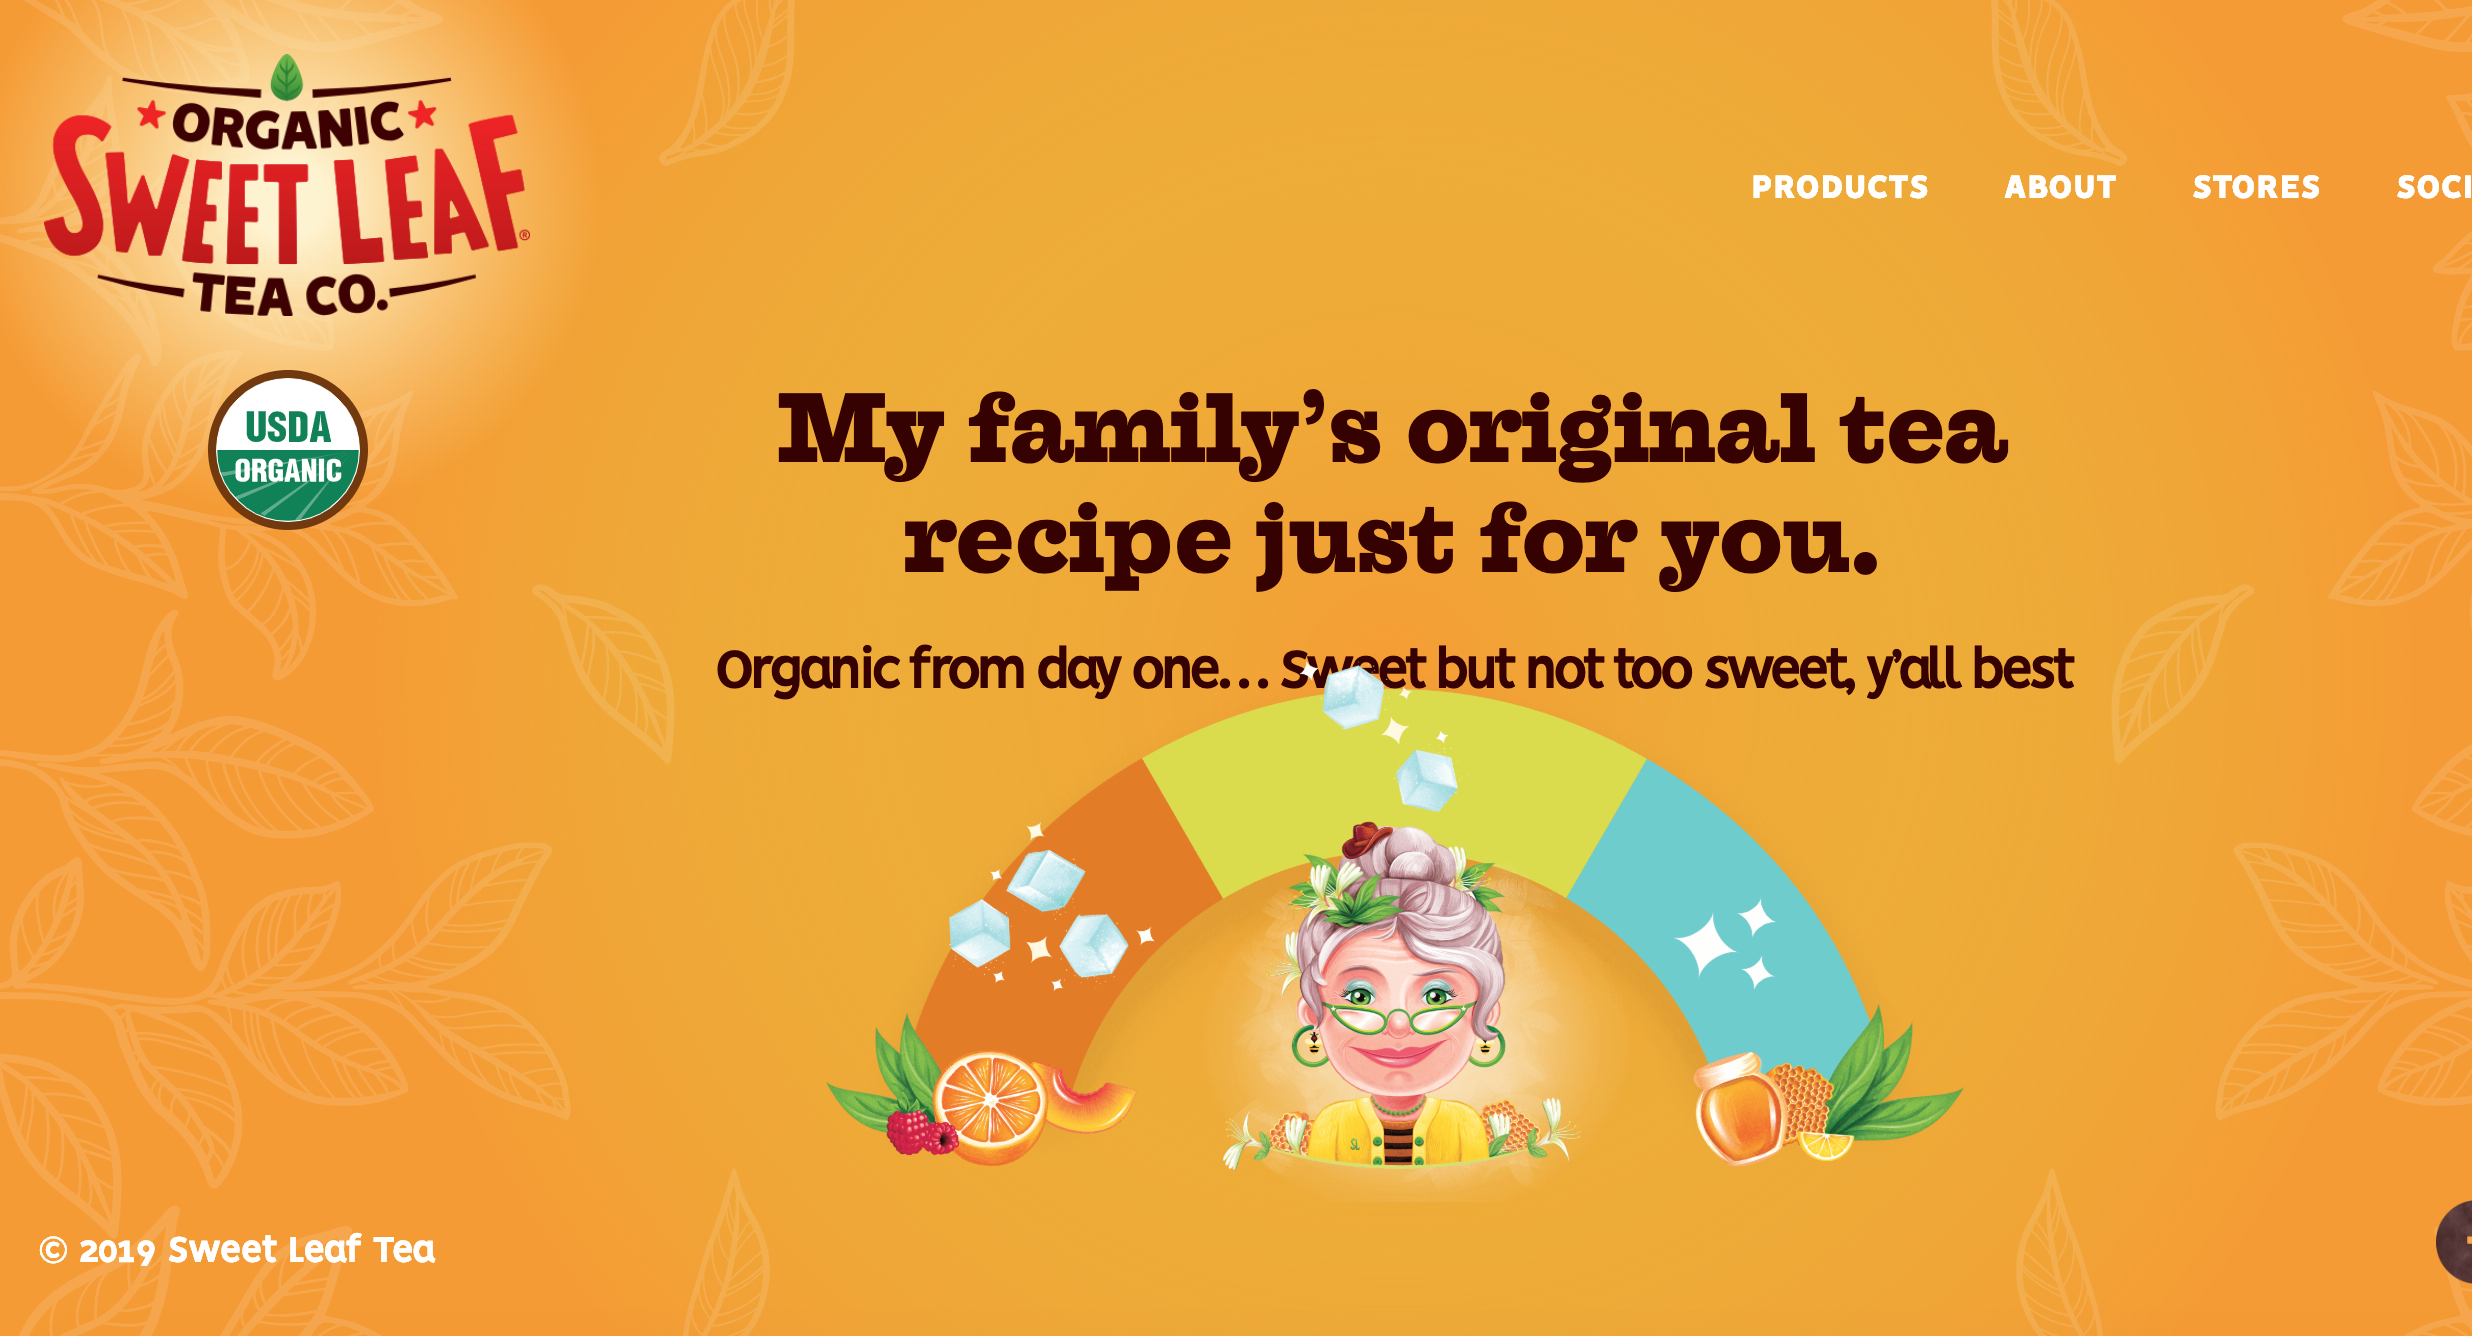 ORGANIC
SWEET LEAF®
TEA CO.
PRODUCTS ABOUT STORES SOCI
USDA
ORGANIC
My family’s original tea
recipe just for you.
Organic from day one... Sweet but not too sweet, y’all best
SL
© 2019 Sweet Leaf Tea